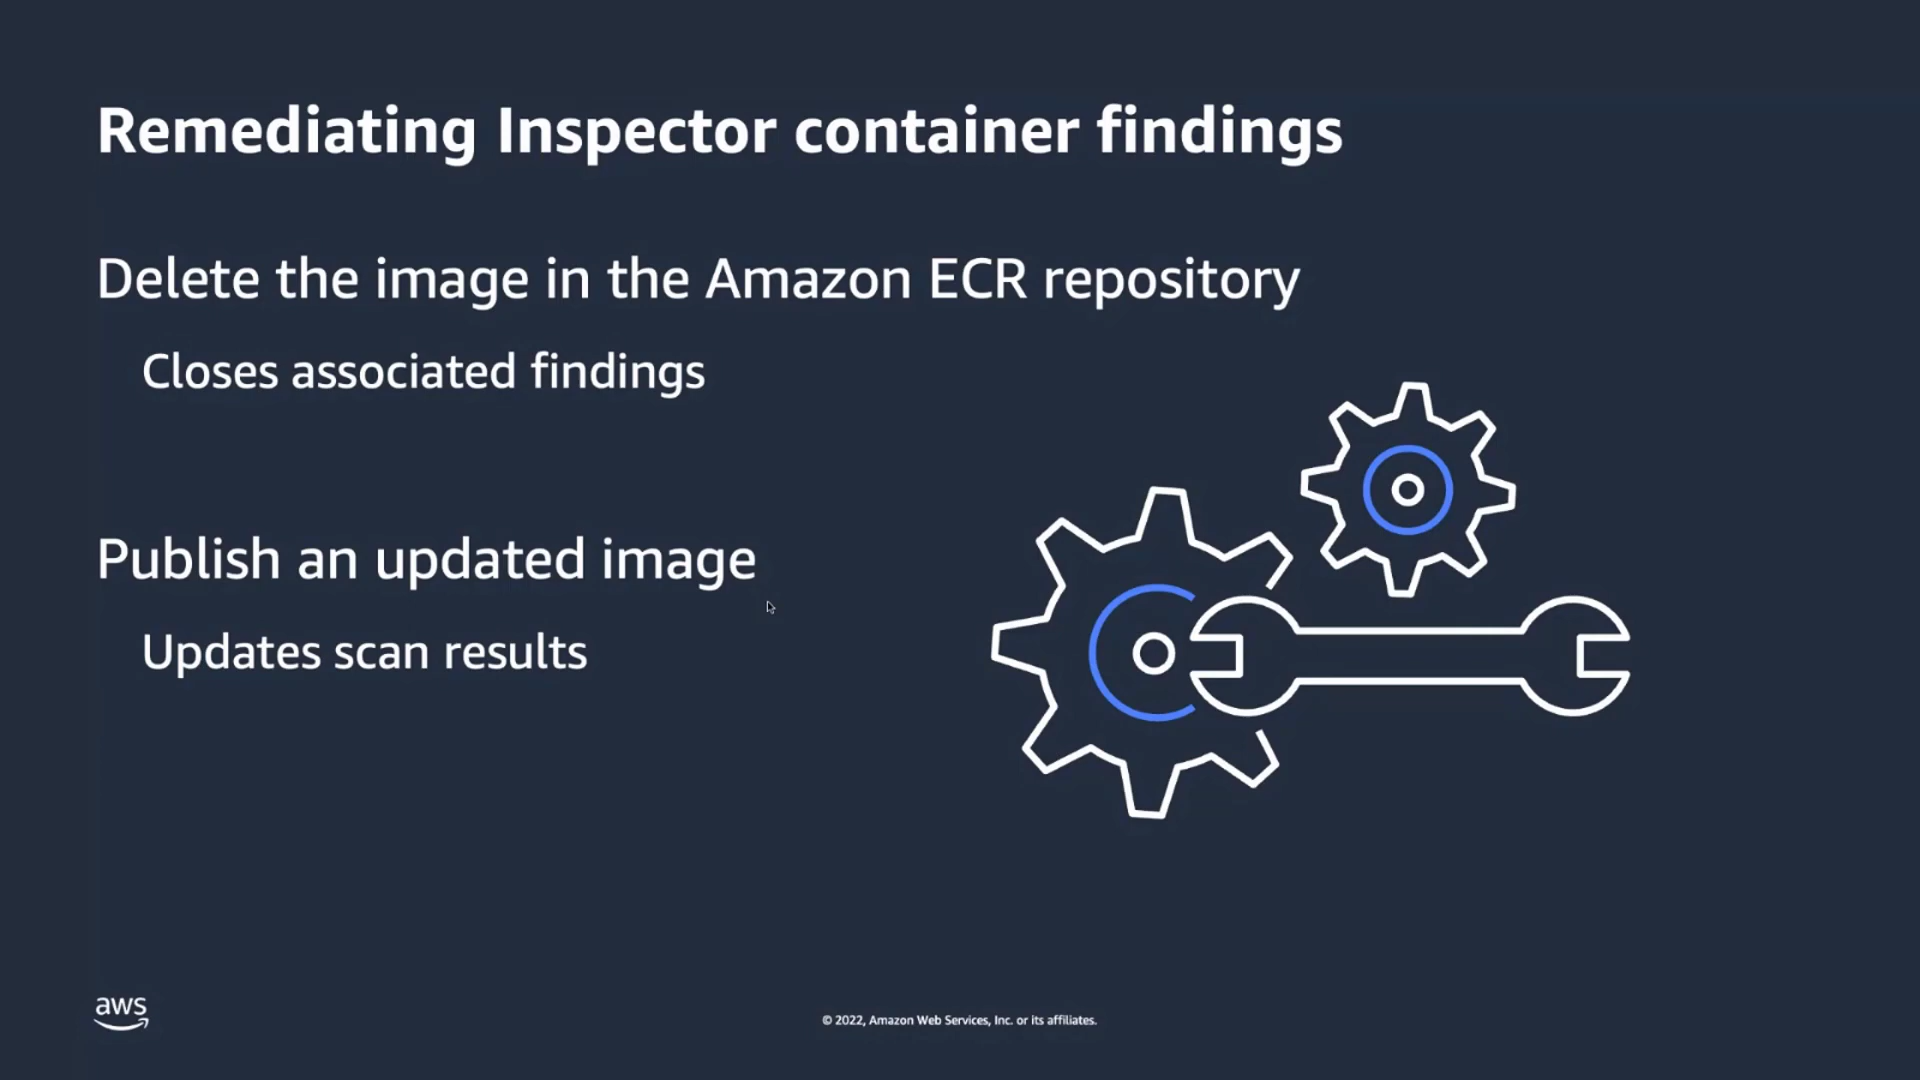 Remediating Inspector container findings
Delete the image in the Amazon ECR repository
Closes associated findings
Publish an updated image
Updates scan results
aws
© 2022, Amazon Web Services, Inc. or its affiliates.